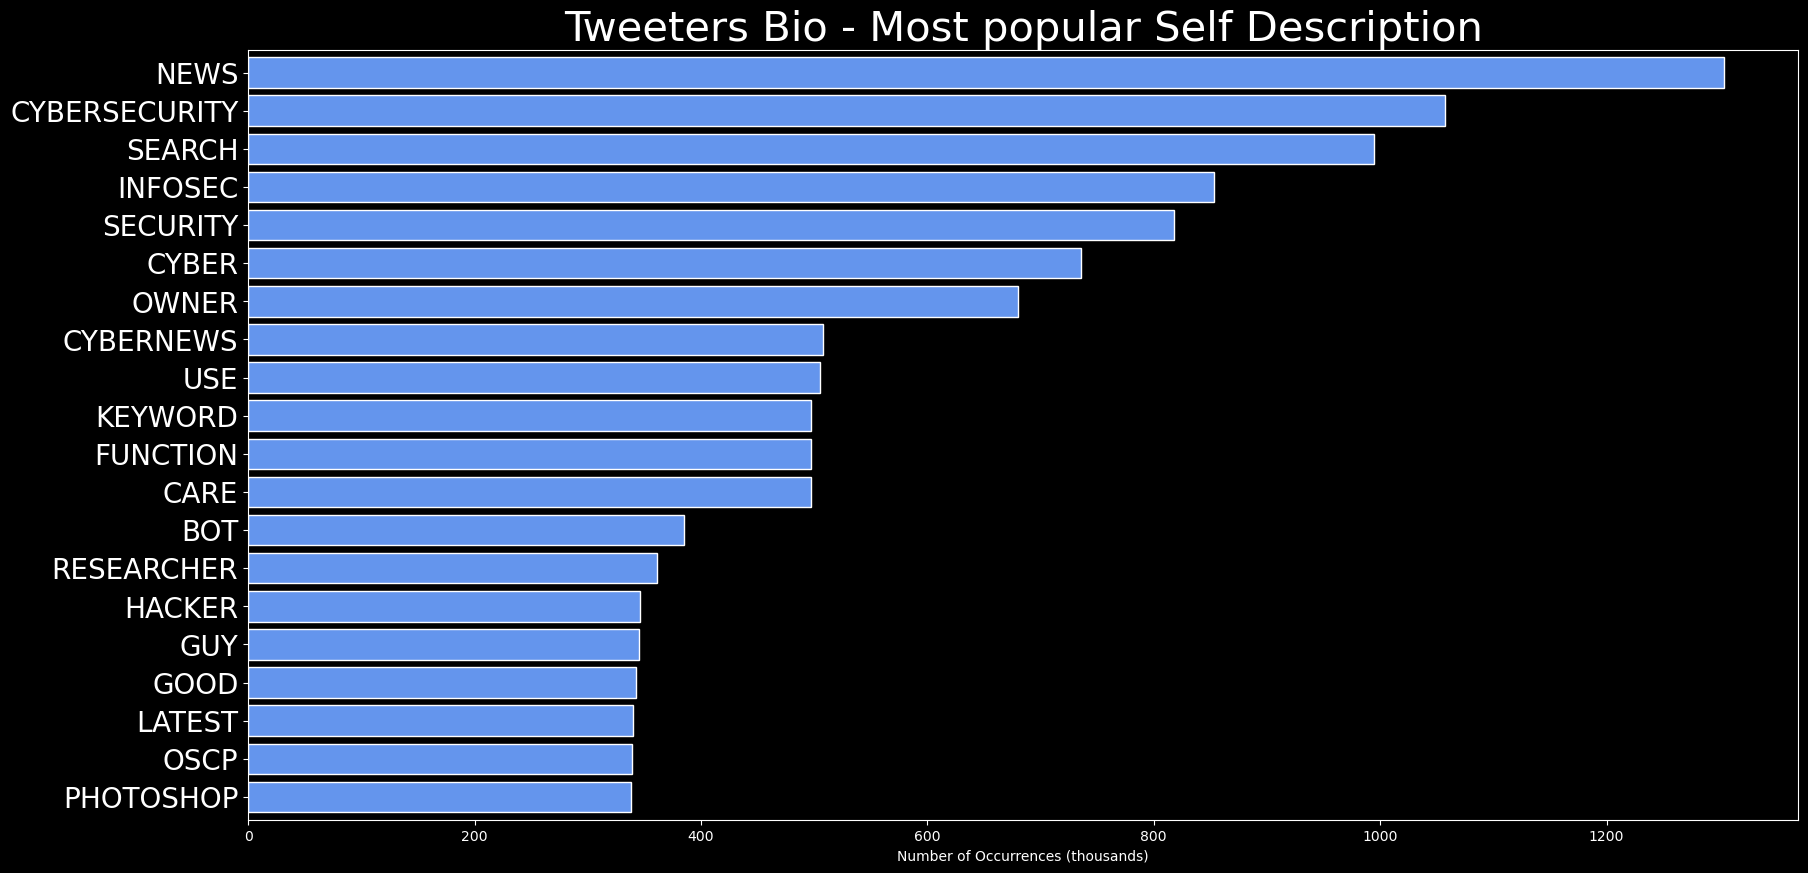 Tweeters Bio - Most popular Self Description
NEWS
CYBERSECURITY
SEARCH
INFOSEC
SECURITY
CYBER
OWNER
CYBERNEWS
USE
KEYWORD
FUNCTION
CARE
BOT
RESEARCHER
HACKER
GUY
GOOD
LATEST
OSCP
PHOTOSHOP
0 200 400 600 800 1000 1200
Number of Occurrences (thousands)